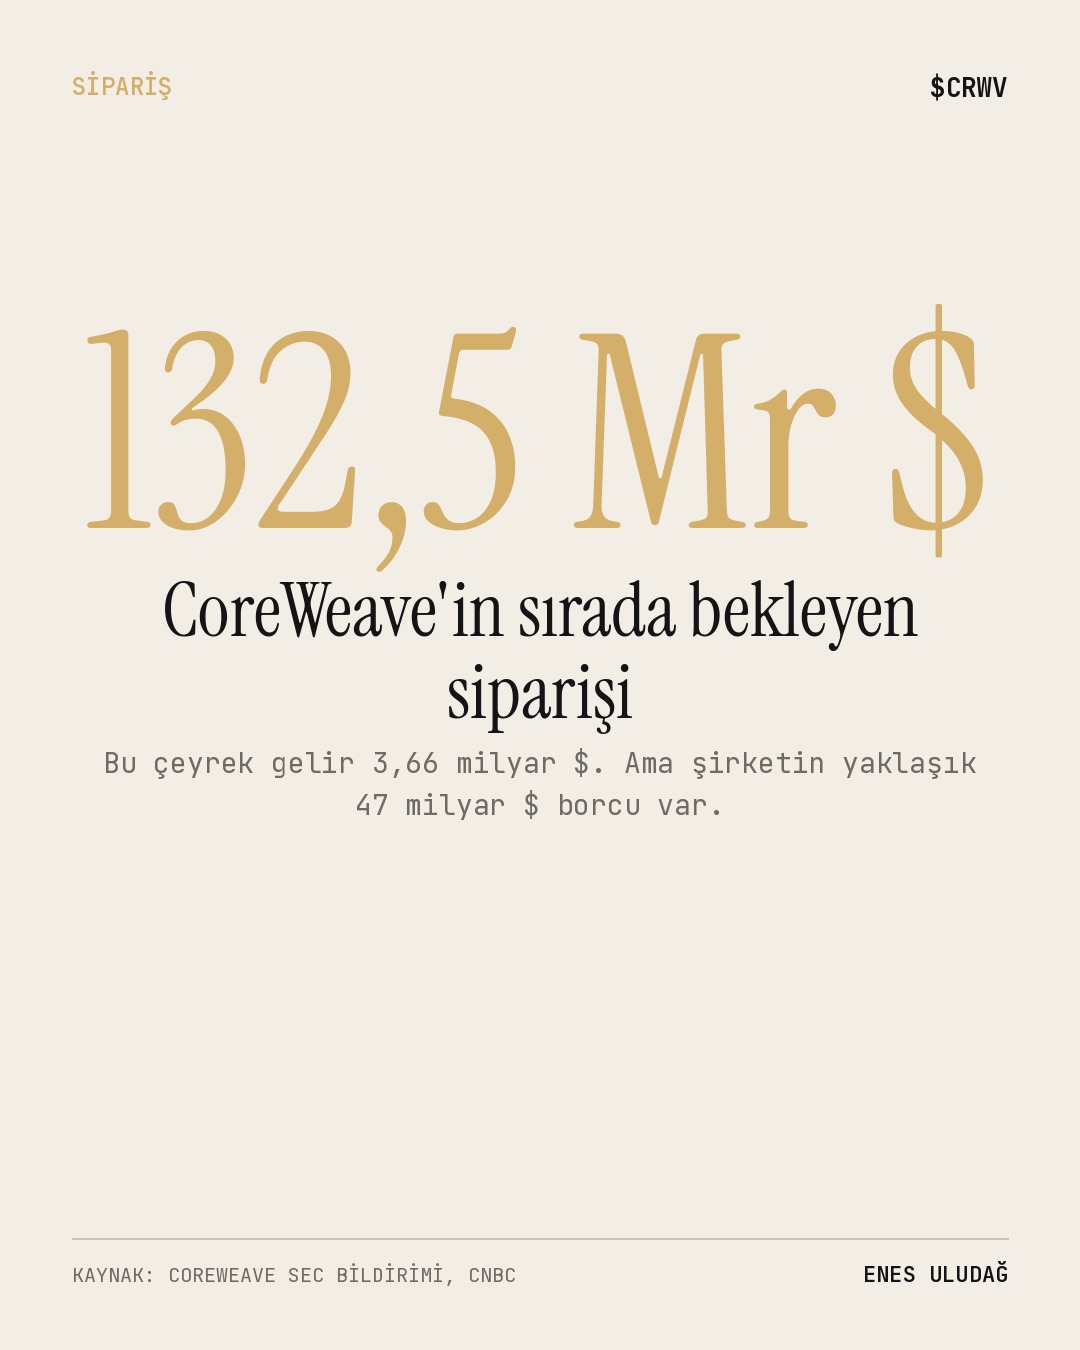 SİPARİŞ
$CRWV
132,5 Mr $
CoreWeave'in sırada bekleyen
siparişi
Bu çeyrek gelir 3,66 milyar $. Ama şirketin yaklaşık
47 milyar $ borcu var.
KAYNAK: COREWEAVE SEC BİLDİRİMİ, CNBC
ENES ULUDAĞ